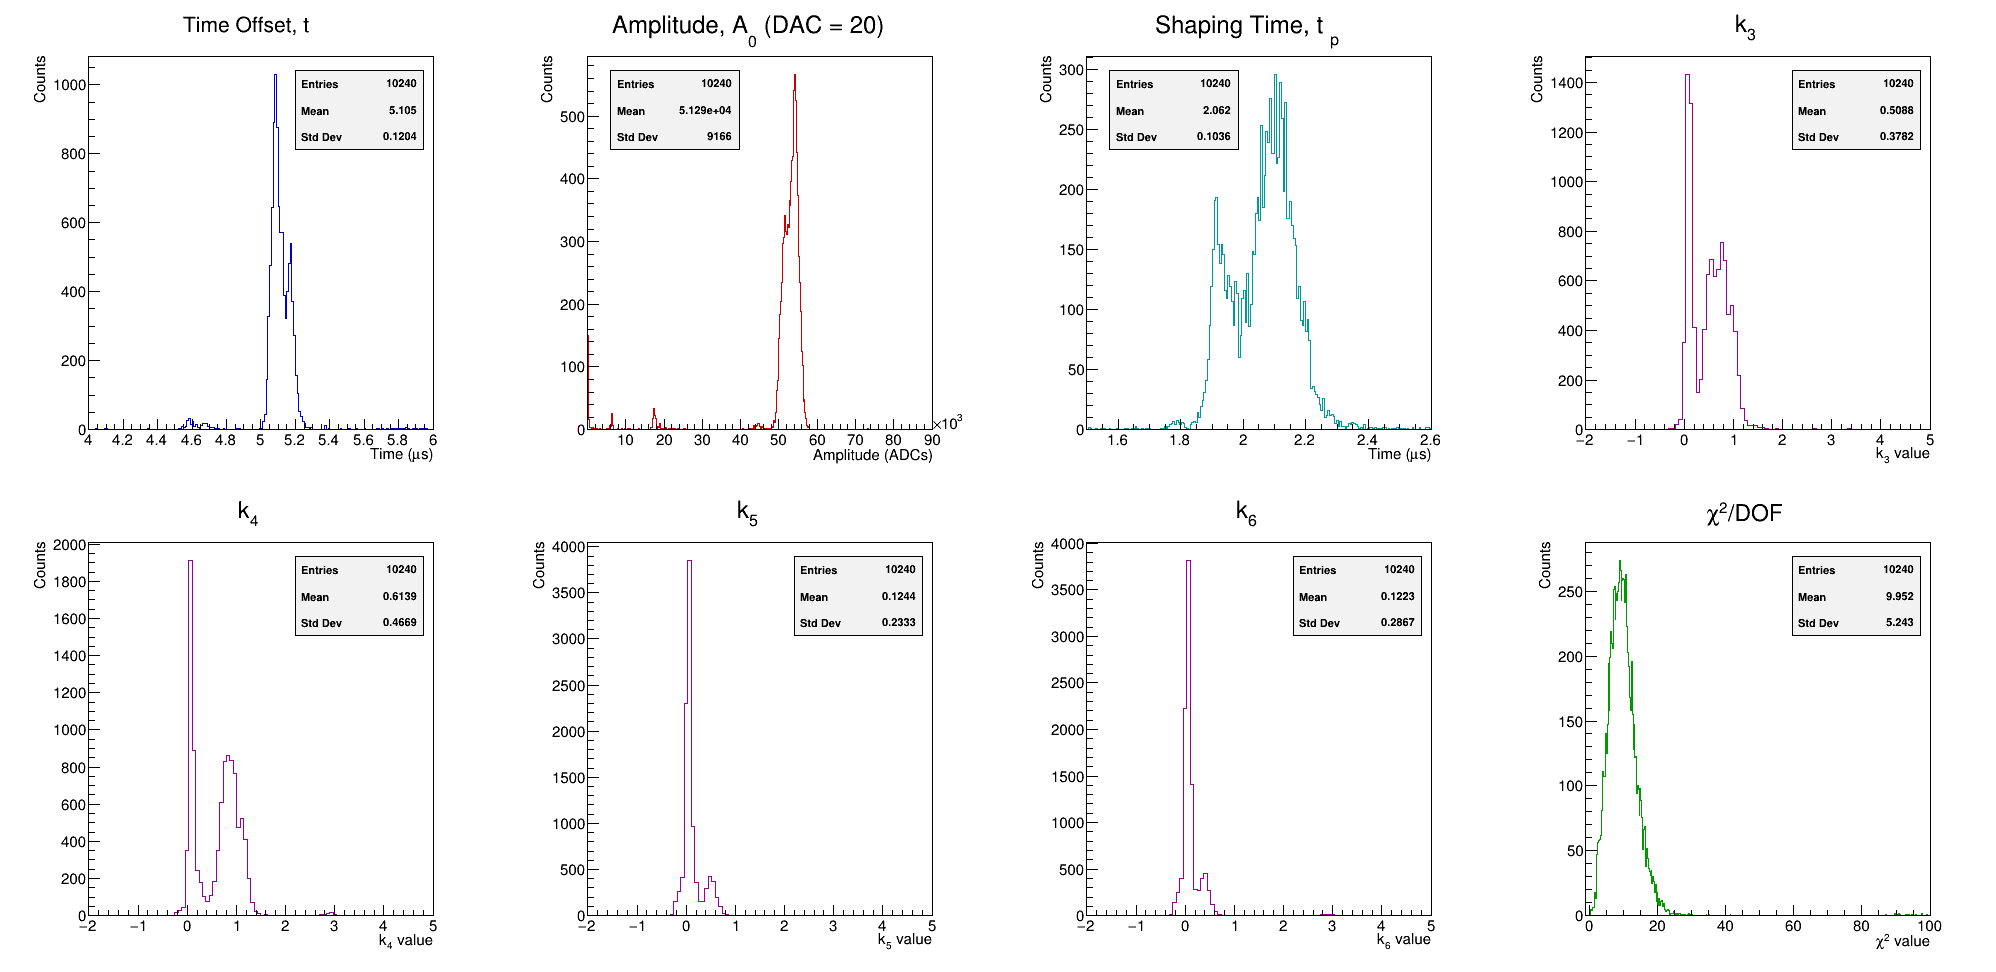 Time Offset, t
Counts
Entries 10240
Mean 5.105
Std Dev 0.1204
0 200 400 600 800 1000
4 4.2 4.4 4.6 4.8 5 5.2 5.4 5.6 5.8 6
Time (μs)
Amplitude, A0 (DAC = 20)
Counts
Entries 10240
Mean 5.129e+04
Std Dev 9166
0 100 200 300 400 500
10 20 30 40 50 60 70 80 90
×10³
Amplitude (ADCs)
Shaping Time, t p
Counts
Entries 10240
Mean 2.062
Std Dev 0.1036
0 50 100 150 200 250 300
1.6 1.8 2 2.2 2.4 2.6
Time (μs)
k3
Counts
Entries 10240
Mean 0.5088
Std Dev 0.3782
0 200 400 600 800 1000 1200 1400
−2 −1 0 1 2 3 4 5
k3 value
k4
Counts
Entries 10240
Mean 0.6139
Std Dev 0.4669
0 200 400 600 800 1000 1200 1400 1600 1800 2000
−2 −1 0 1 2 3 4 5
k4 value
k5
Counts
Entries 10240
Mean 0.1244
Std Dev 0.2333
0 500 1000 1500 2000 2500 3000 3500 4000
−2 −1 0 1 2 3 4 5
k5 value
k6
Counts
Entries 10240
Mean 0.1223
Std Dev 0.2867
0 500 1000 1500 2000 2500 3000 3500 4000
−2 −1 0 1 2 3 4 5
k6 value
χ²/DOF
Counts
Entries 10240
Mean 9.952
Std Dev 5.243
0 50 100 150 200 250
0 20 40 60 80 100
χ² value